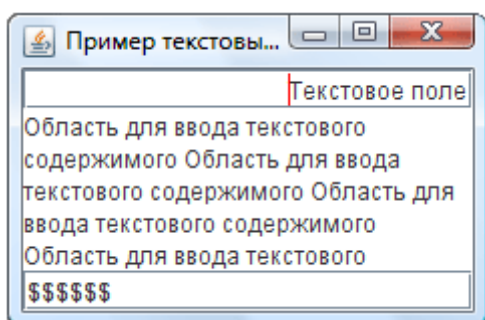 Пример текстовы...
Текстовое поле
Область для ввода текстового
содержимого Область для ввода
текстового содержимого Область для
ввода текстового содержимого
Область для ввода текстового
$$$$$$